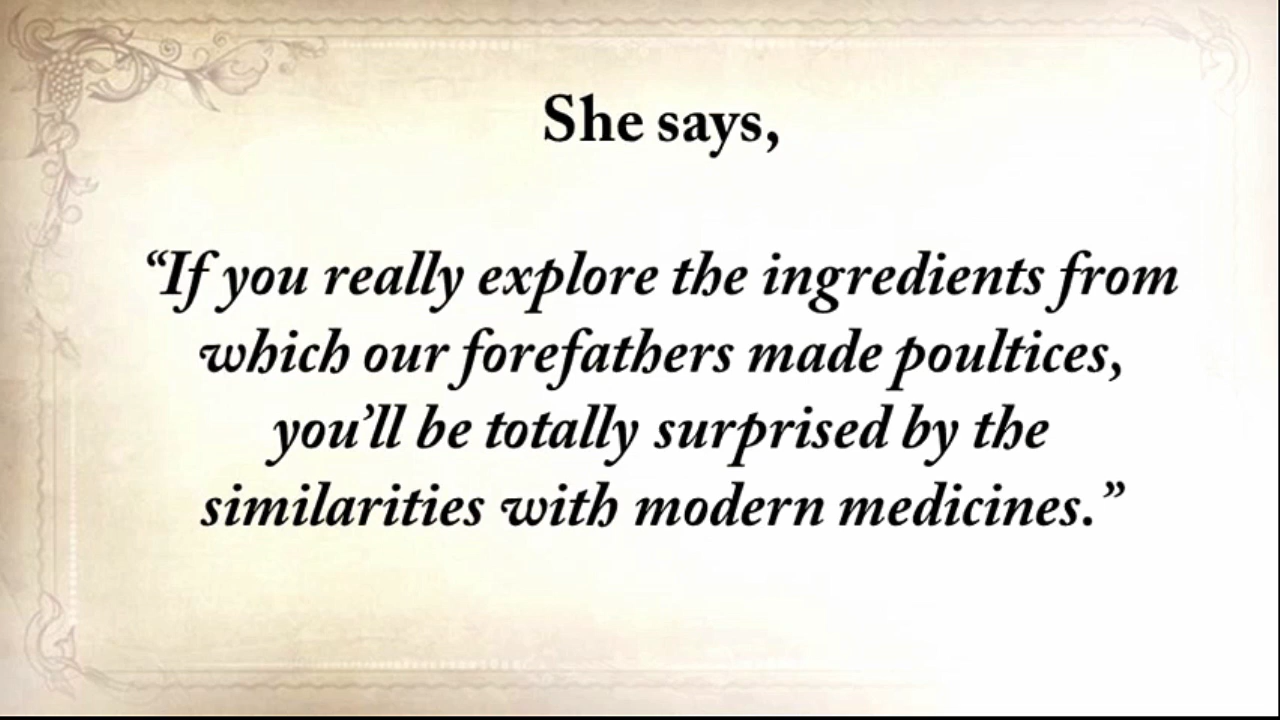 She says,
“If you really explore the ingredients from
which our forefathers made poultices,
you’ll be totally surprised by the
similarities with modern medicines.”